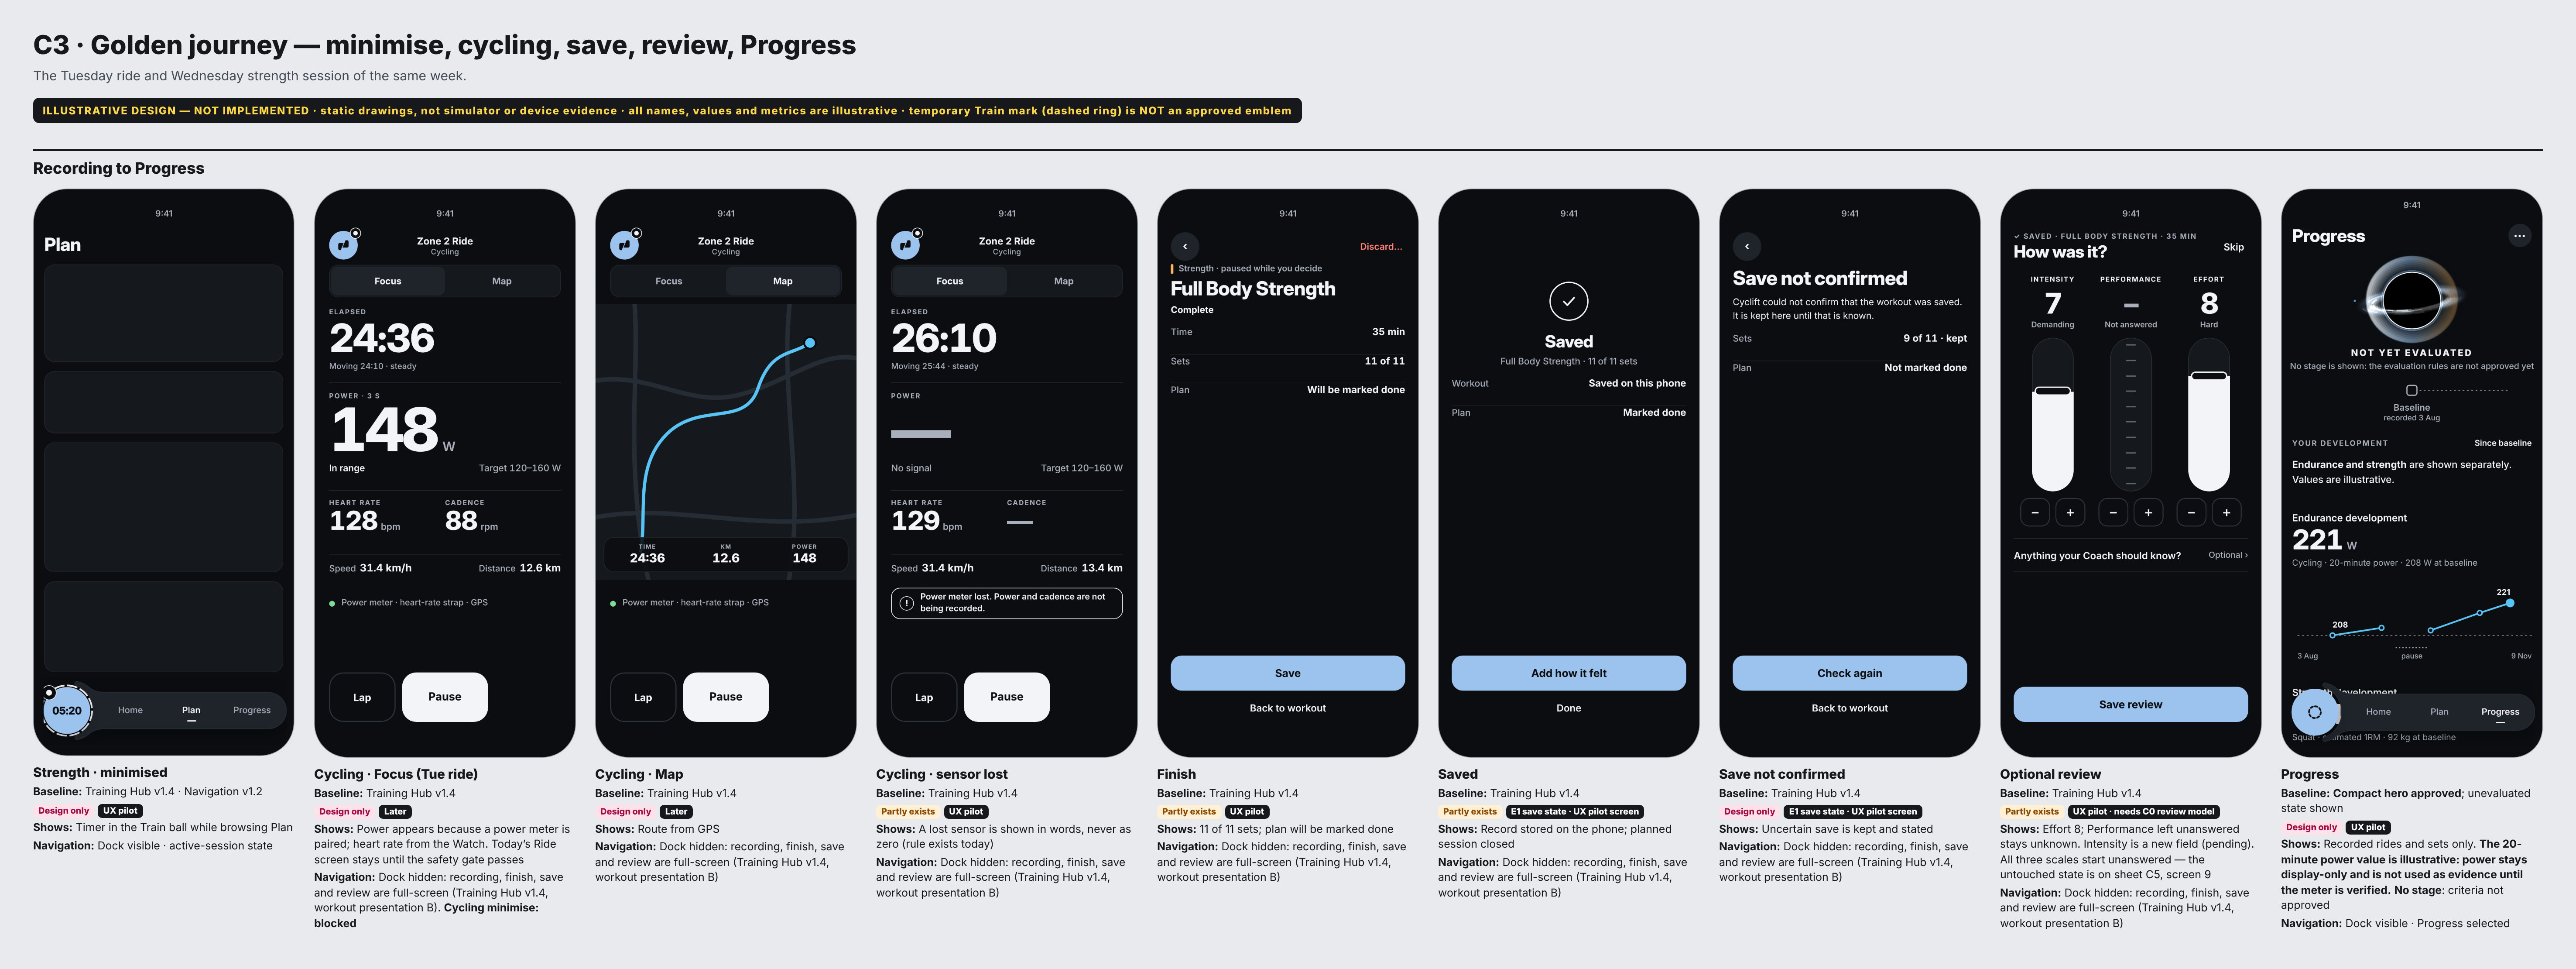 C3 · Golden journey — minimise, cycling, save, review, Progress
The Tuesday ride and Wednesday strength session of the same week.
ILLUSTRATIVE DESIGN — NOT IMPLEMENTED · static drawings, not simulator or device evidence · all names, values and metrics are illustrative · temporary Train mark (dashed ring) is NOT an approved emblem
Recording to Progress
9:41
Plan
05:20
Home
Plan
Progress
Strength · minimised
Baseline: Training Hub v1.4 · Navigation v1.2
Design only
UX pilot
Shows: Timer in the Train ball while browsing Plan
Navigation: Dock visible · active-session state
9:41
Zone 2 Ride
Cycling
Focus
Map
ELAPSED
24:36
Moving 24:10 · steady
POWER · 3 S
148 W
In range
Target 120–160 W
HEART RATE
CADENCE
128 bpm
88 rpm
Speed 31.4 km/h
Distance 12.6 km
Power meter · heart-rate strap · GPS
Lap
Pause
Cycling · Focus (Tue ride)
Baseline: Training Hub v1.4
Design only
Later
Shows: Power appears because a power meter is
paired; heart rate from the Watch. Today's Ride
screen stays until the safety gate passes
Navigation: Dock hidden: recording, finish, save
and review are full-screen (Training Hub v1.4,
workout presentation B). Cycling minimise:
blocked
9:41
Zone 2 Ride
Cycling
Focus
Map
TIME
KM
POWER
24:36
12.6
148
Power meter · heart-rate strap · GPS
Lap
Pause
Cycling · Map
Baseline: Training Hub v1.4
Design only
Later
Shows: Route from GPS
Navigation: Dock hidden: recording, finish, save
and review are full-screen (Training Hub v1.4,
workout presentation B)
9:41
Zone 2 Ride
Cycling
Focus
Map
ELAPSED
26:10
Moving 25:44 · steady
POWER
No signal
Target 120–160 W
HEART RATE
CADENCE
129 bpm
Speed 31.4 km/h
Distance 13.4 km
! Power meter lost. Power and cadence are not
being recorded.
Lap
Pause
Cycling · sensor lost
Baseline: Training Hub v1.4
Partly exists
UX pilot
Shows: A lost sensor is shown in words, never as
zero (rule exists today)
Navigation: Dock hidden: recording, finish, save
and review are full-screen (Training Hub v1.4,
workout presentation B)
9:41
Discard...
Strength · paused while you decide
Full Body Strength
Complete
Time
35 min
Sets
11 of 11
Plan
Will be marked done
Save
Back to workout
Finish
Baseline: Training Hub v1.4
Partly exists
UX pilot
Shows: 11 of 11 sets; plan will be marked done
Navigation: Dock hidden: recording, finish, save
and review are full-screen (Training Hub v1.4,
workout presentation B)
9:41
Saved
Full Body Strength · 11 of 11 sets
Workout
Saved on this phone
Plan
Marked done
Add how it felt
Done
Saved
Baseline: Training Hub v1.4
Partly exists
E1 save state · UX pilot screen
Shows: Record stored on the phone; planned
session closed
Navigation: Dock hidden: recording, finish, save
and review are full-screen (Training Hub v1.4,
workout presentation B)
9:41
Save not confirmed
Cyclift could not confirm that the workout was saved.
It is kept here until that is known.
Sets
9 of 11 · kept
Plan
Not marked done
Check again
Back to workout
Save not confirmed
Baseline: Training Hub v1.4
Design only
E1 save state · UX pilot screen
Shows: Uncertain save is kept and stated
Navigation: Dock hidden: recording, finish, save
and review are full-screen (Training Hub v1.4,
workout presentation B)
9:41
✓ SAVED · FULL BODY STRENGTH · 35 MIN
How was it?
Skip
INTENSITY
PERFORMANCE
EFFORT
7
–
8
Demanding
Not answered
Hard
− + − + − +
Anything your Coach should know?
Optional ›
Save review
Optional review
Baseline: Training Hub v1.4
Partly exists
UX pilot · needs C0 review model
Shows: Effort 8; Performance left unanswered
stays unknown. Intensity is a new field (pending).
All three scales start unanswered — the
untouched state is on sheet C5, screen 9
Navigation: Dock hidden: recording, finish, save
and review are full-screen (Training Hub v1.4,
workout presentation B)
9:41
Progress
NOT YET EVALUATED
No stage is shown: the evaluation rules are not approved yet
Baseline
recorded 3 Aug
YOUR DEVELOPMENT
Since baseline
Endurance and strength are shown separately.
Values are illustrative.
Endurance development
221 W
Cycling · 20-minute power · 208 W at baseline
221
208
3 Aug
pause
9 Nov
Home
Plan
Progress
Squat · 1RM · 92 kg at baseline
Progress
Baseline: Compact hero approved; unevaluated
state shown
Design only
UX pilot
Shows: Recorded rides and sets only. The 20-
minute power value is illustrative: power stays
display-only and is not used as evidence until
the meter is verified. No stage: criteria not
approved
Navigation: Dock visible · Progress selected